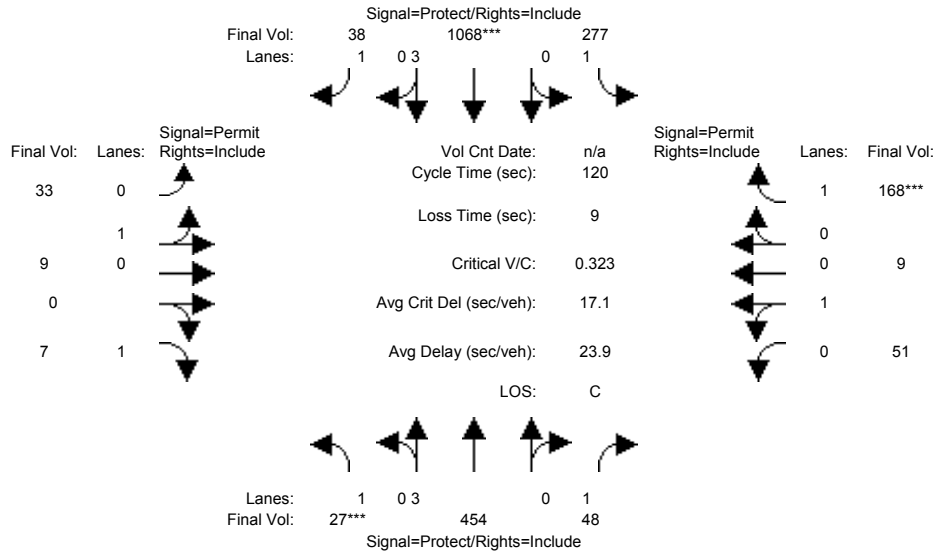 Signal=Protect/Rights=Include
Final Vol: 38 1068*** 277
Lanes: 1 0 3 0 1
Signal=Permit Signal=Permit
Final Vol: Lanes: Rights=Include Vol Cnt Date: n/a Rights=Include Lanes: Final Vol:
Cycle Time (sec): 120
33 0 1 168***
Loss Time (sec): 9
1 0
9 0 Critical V/C: 0.323 0 9
0 Avg Crit Del (sec/veh): 17.1 1
7 1 Avg Delay (sec/veh): 23.9 0 51
LOS: C
Lanes: 1 0 3 0 1
Final Vol: 27*** 454 48
Signal=Protect/Rights=Include